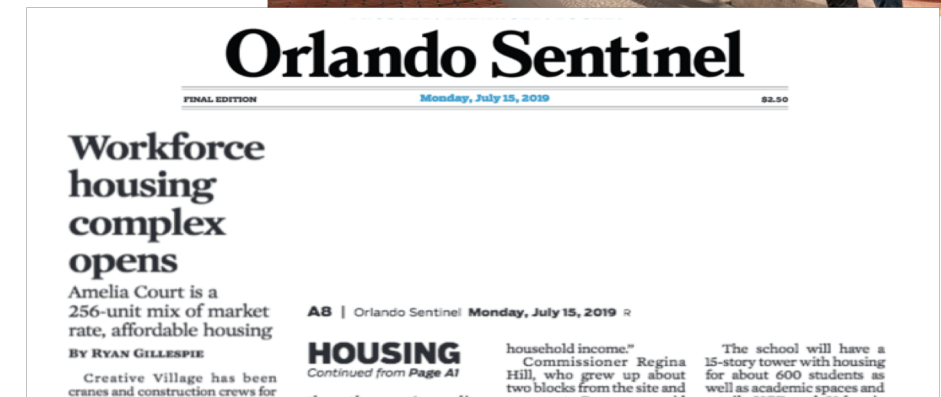 Orlando Sentinel
FINAL EDITION
Monday, July 15, 2019
$2.50
Workforce
housing
complex
opens
Amelia Court is a
256-unit mix of market
rate, affordable housing
BY RYAN GILLESPIE
Creative Village has been
cranes and construction crews for
A8 | Orlando Sentinel Monday, July 15, 2019 R
HOUSING
Continued from Page A1
household income."
Commissioner Regina
Hill, who grew up about
two blocks from the site and
The school will have a
15-story tower with housing
for about 600 students as
well as academic spaces and